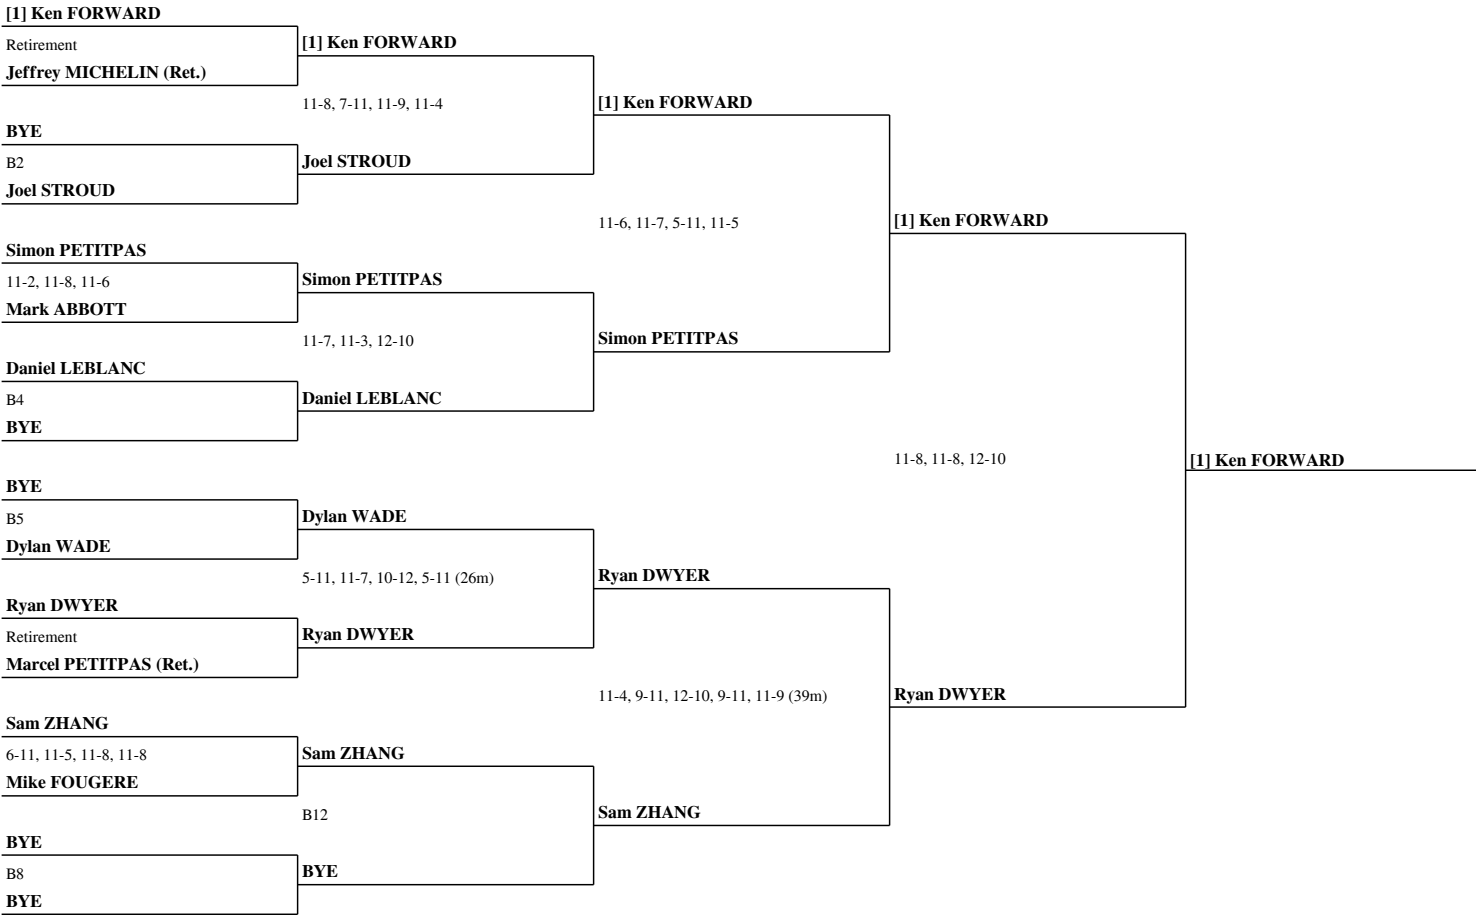 [1] Ken FORWARD
Retirement
Jeffrey MICHELIN (Ret.)
BYE
B2
Joel STROUD
Simon PETITPAS
11-2, 11-8, 11-6
Mark ABBOTT
Daniel LEBLANC
B4
BYE
BYE
B5
Dylan WADE
Ryan DWYER
Retirement
Marcel PETITPAS (Ret.)
Sam ZHANG
6-11, 11-5, 11-8, 11-8
Mike FOUGERE
BYE
B8
BYE
[1] Ken FORWARD
11-8, 7-11, 11-9, 11-4
Joel STROUD
Simon PETITPAS
11-7, 11-3, 12-10
Daniel LEBLANC
Dylan WADE
5-11, 11-7, 10-12, 5-11 (26m)
Ryan DWYER
Sam ZHANG
B12
BYE
[1] Ken FORWARD
11-6, 11-7, 5-11, 11-5
Simon PETITPAS
Ryan DWYER
11-4, 9-11, 12-10, 9-11, 11-9 (39m)
Sam ZHANG
[1] Ken FORWARD
11-8, 11-8, 12-10
Ryan DWYER
[1] Ken FORWARD